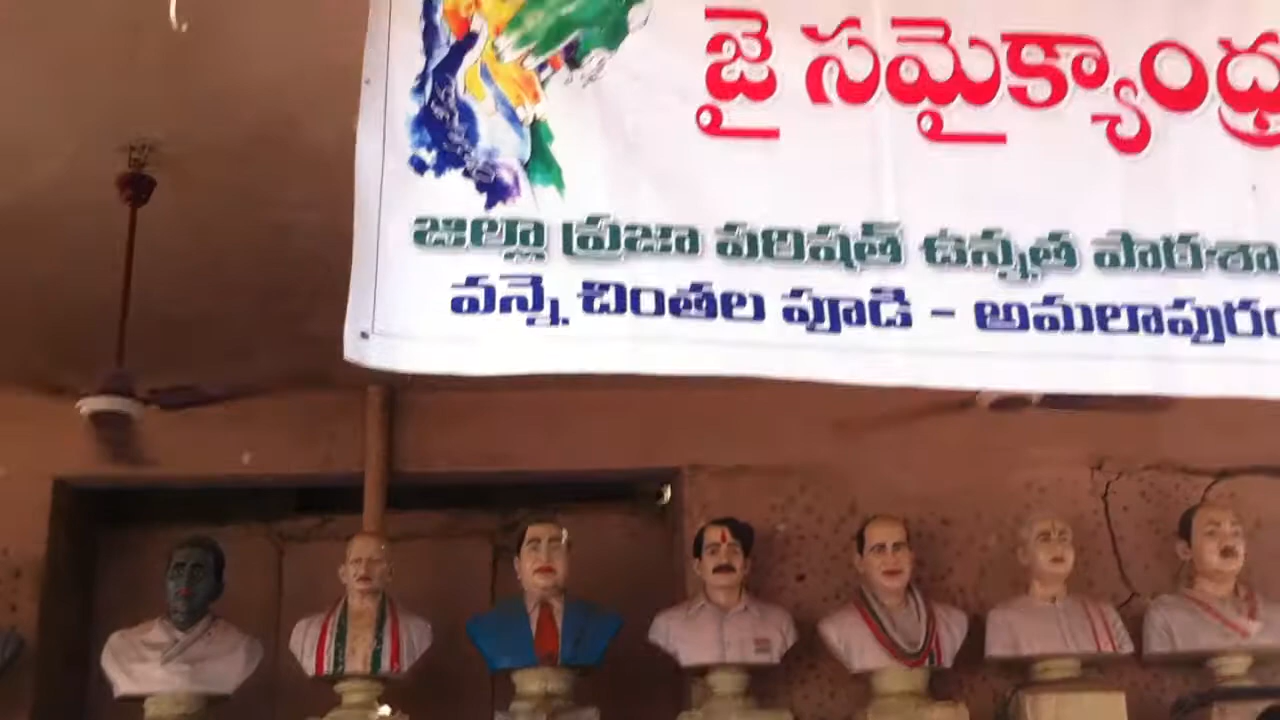 జై సమైక్యాంధ్ర
జిల్లా ప్రజా పరిషత్ ఉన్నత పాఠశా
వన్నె చింతల పూడి - అమలాపురం